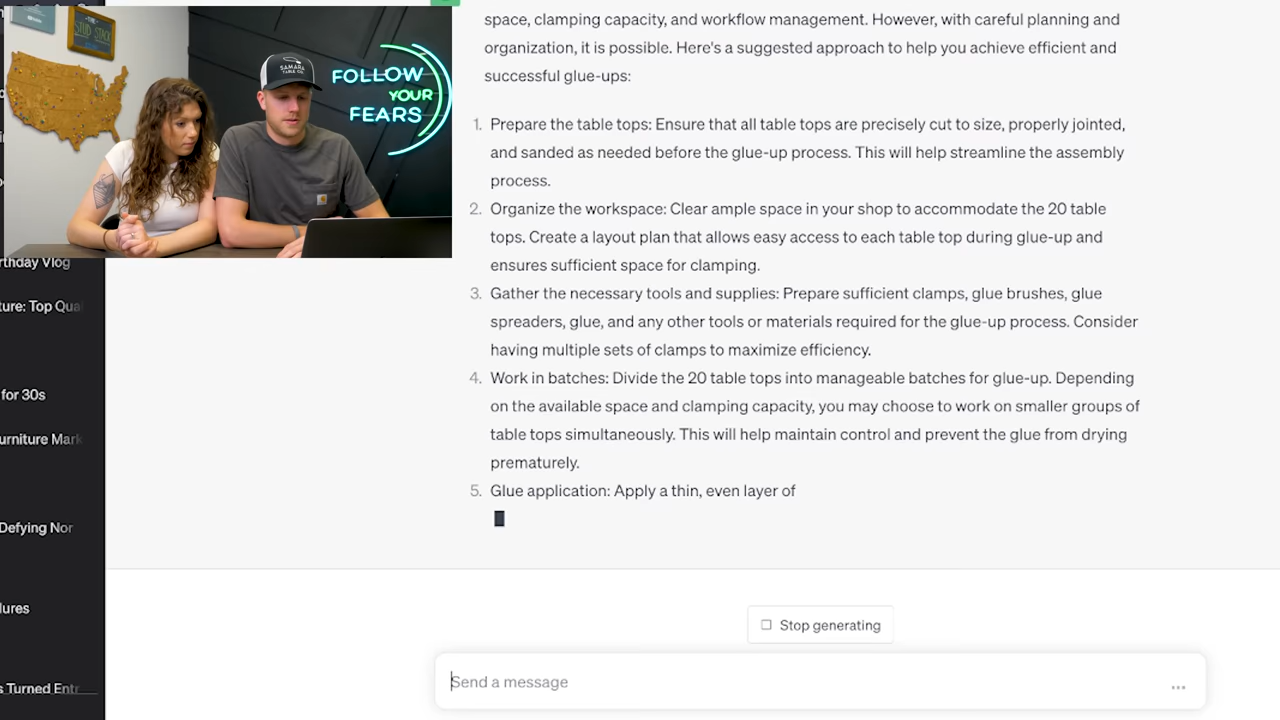 THE
STUD STACK
SAMARA
TABLE CO.
FOLLOW
YOUR
FEARS
rthday Vlog
ture: Top Qua
for 30s
urniture Mark
Defying Nor
lures
s Turned Entr
space, clamping capacity, and workflow management. However, with careful planning and
organization, it is possible. Here's a suggested approach to help you achieve efficient and
successful glue-ups:
1. Prepare the table tops: Ensure that all table tops are precisely cut to size, properly jointed,
and sanded as needed before the glue-up process. This will help streamline the assembly
process.
2. Organize the workspace: Clear ample space in your shop to accommodate the 20 table
tops. Create a layout plan that allows easy access to each table top during glue-up and
ensures sufficient space for clamping.
3. Gather the necessary tools and supplies: Prepare sufficient clamps, glue brushes, glue
spreaders, glue, and any other tools or materials required for the glue-up process. Consider
having multiple sets of clamps to maximize efficiency.
4. Work in batches: Divide the 20 table tops into manageable batches for glue-up. Depending
on the available space and clamping capacity, you may choose to work on smaller groups of
table tops simultaneously. This will help maintain control and prevent the glue from drying
prematurely.
5. Glue application: Apply a thin, even layer of
Stop generating
Send a message
...